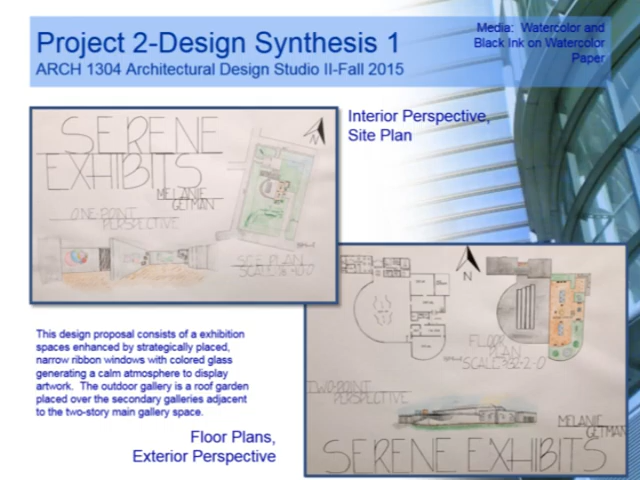 Project 2-Design Synthesis 1
ARCH 1304 Architectural Design Studio II-Fall 2015
Media: Watercolor and
Black Ink on Watercolor
Paper
Interior Perspective,
Site Plan
SERENE
EXHIBITS
MELANIE
GETMAN
ONE POINT
PERSPECTIVE
SITE PLAN
SCALE
This design proposal consists of a exhibition
spaces enhanced by strategically placed,
narrow ribbon windows with colored glass
generating a calm atmosphere to display
artwork. The outdoor gallery is a roof garden
placed over the secondary galleries adjacent
to the two-story main gallery space.
Floor Plans,
Exterior Perspective
FLOOR
PLAN
TWO POINT
PERSPECTIVE
MELANIE
GETMAN
SERENE EXHIBITS